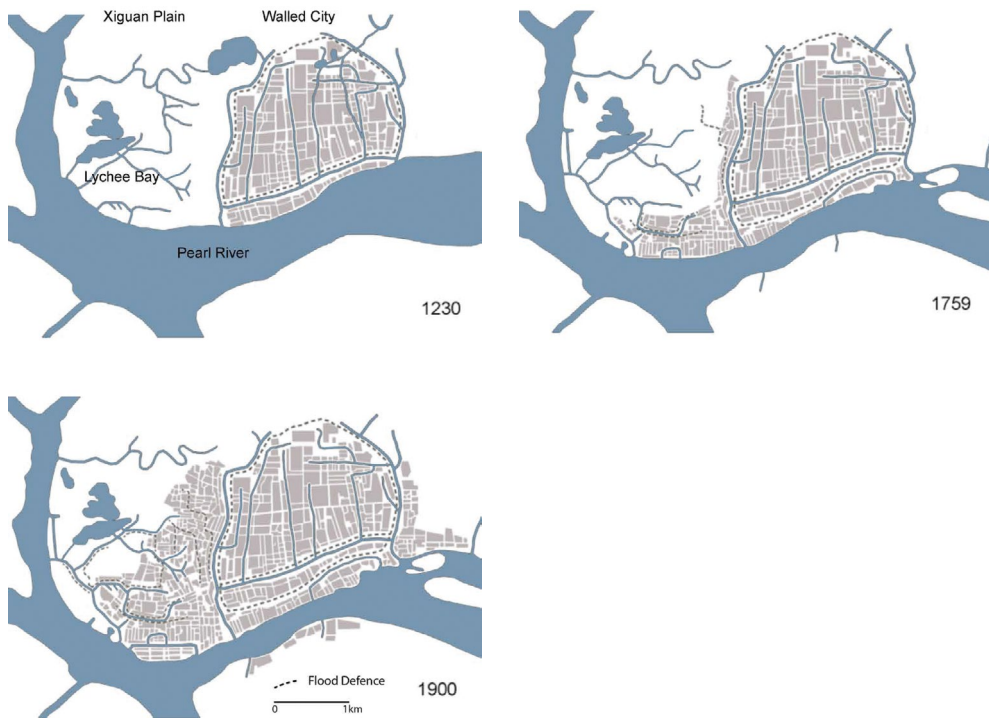 Xiguan Plain
Walled City
Lychee Bay
Pearl River
1230
1759
Flood Defence
1900
0 1km